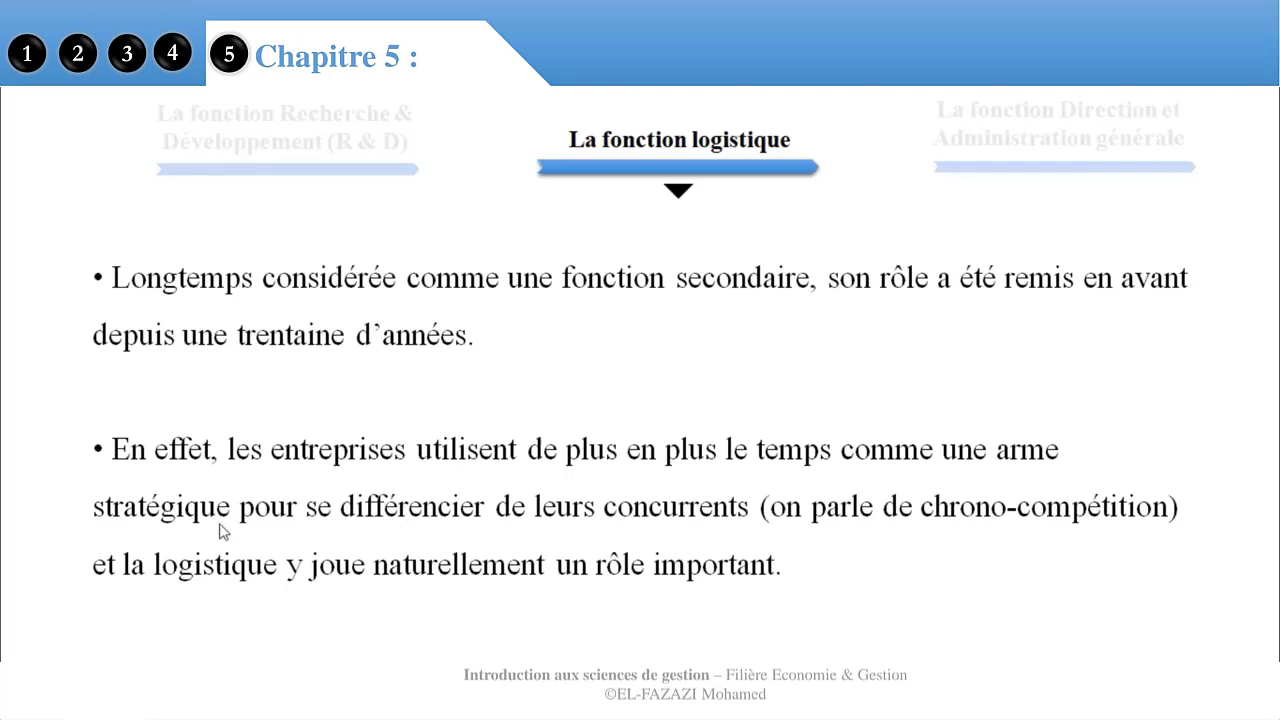 1 2 3 4 5 Chapitre 5 :
La fonction Recherche &
Développement (R & D)
La fonction logistique
La fonction Direction et
Administration générale
• Longtemps considérée comme une fonction secondaire, son rôle a été remis en avant
depuis une trentaine d’années.
• En effet, les entreprises utilisent de plus en plus le temps comme une arme
stratégique pour se différencier de leurs concurrents (on parle de chrono-compétition)
et la logistique y joue naturellement un rôle important.
Introduction aux sciences de gestion – Filière Economie & Gestion
©EL-FAZAZI Mohamed